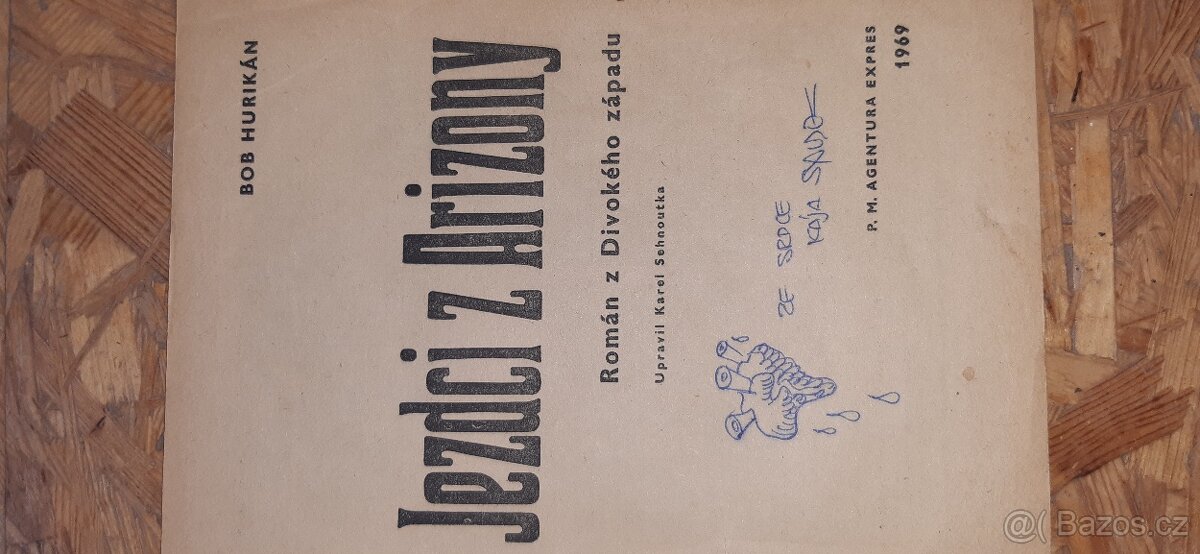 BOB HURIKÁN
Jezdci z Arizony
Román z Divokého západu
Upravil Karel Sehnoutka
ZE SRDCE
KÁJA SAUDEK
P. M. AGENTURA EXPRES
1969
@( Bazos.cz